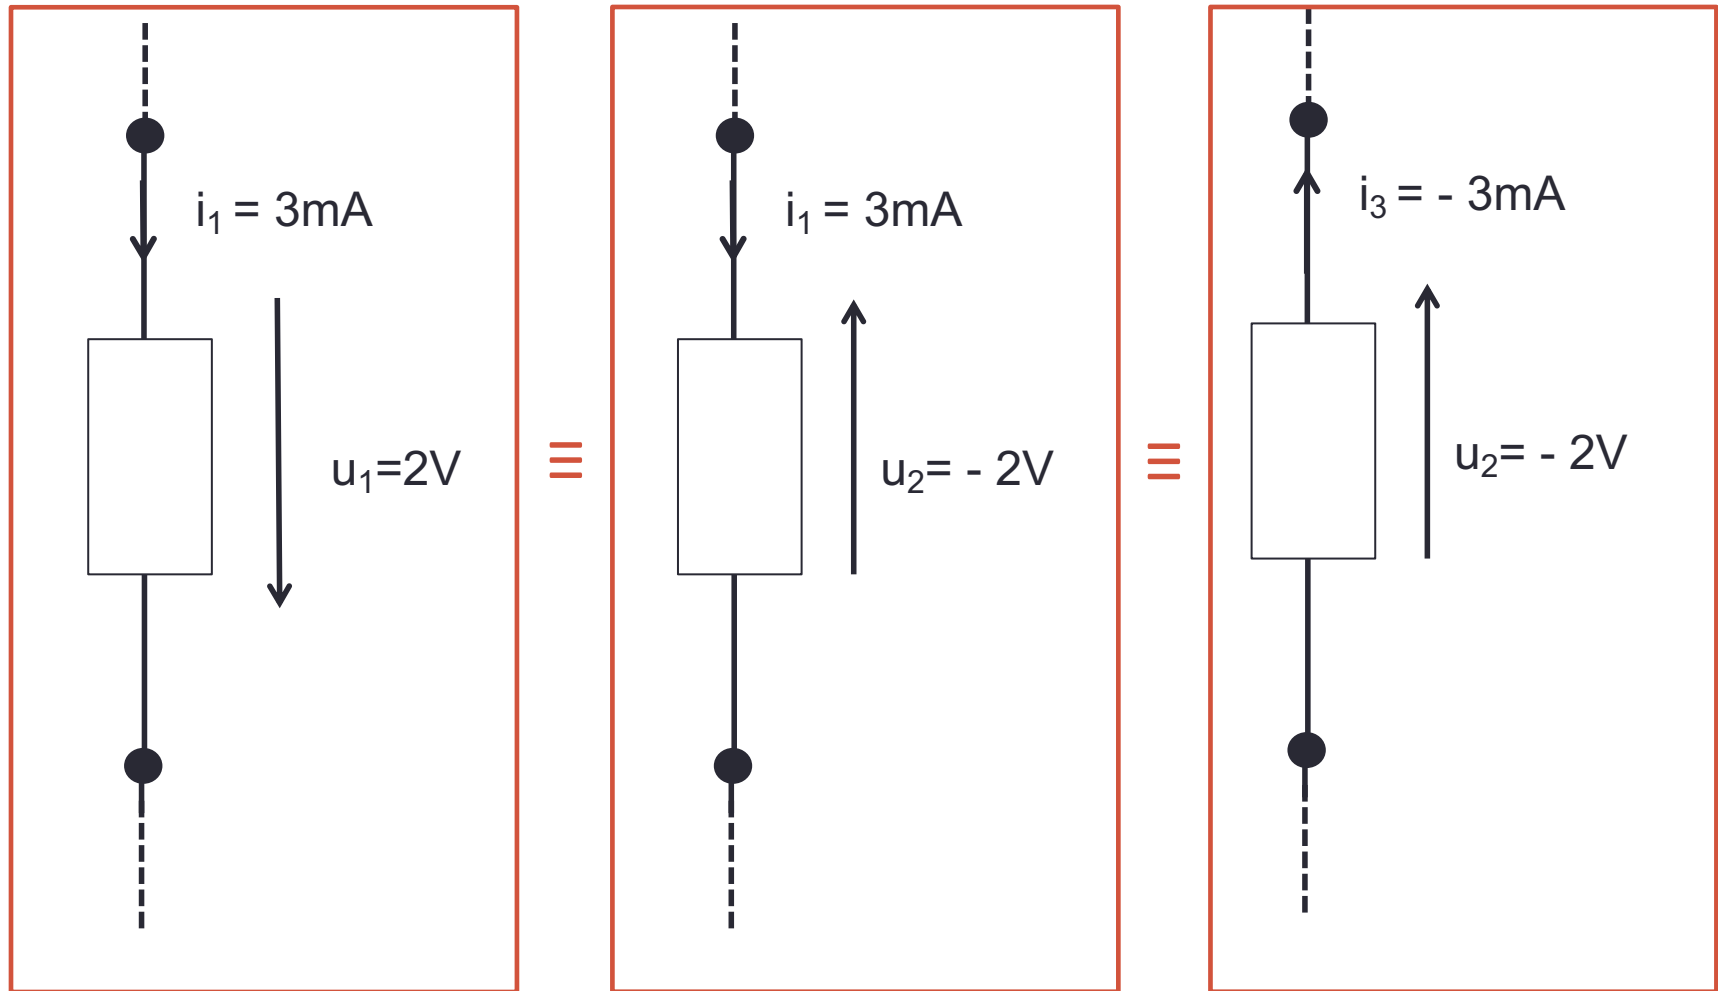 i₁ = 3mA
u₁=2V
≡
i₁ = 3mA
u₂= - 2V
≡
i₃ = - 3mA
u₂= - 2V